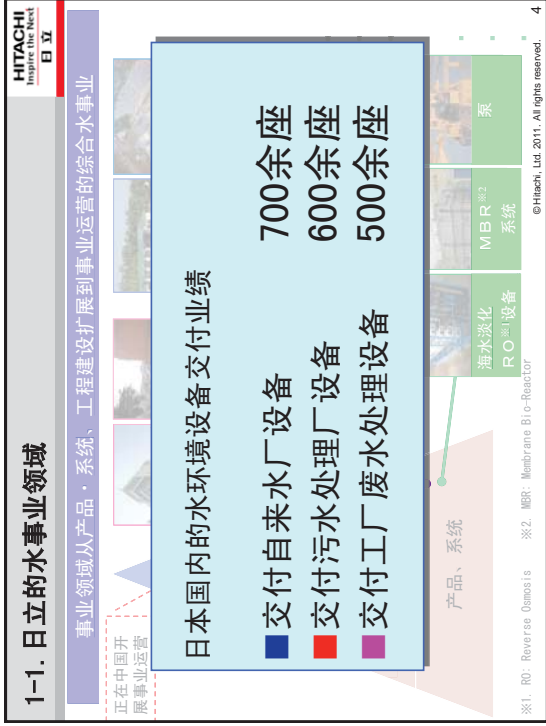 1-1. 日立的水事业领域
HITACHI
Inspire the Next
日立
事业领域从产品・系统、工程建设扩展到事业运营的综合水事业
正在中国开
展事业运营
日本国内的水环境设备交付业绩
交付自来水厂设备 700余座
交付污水处理厂设备 600余座
交付工厂废水处理设备 500余座
产品、系统
海水淡化
RO※1设备
MBR※2
系统
泵
※1. RO: Reverse Osmosis ※2. MBR: Membrane Bio-Reactor
©Hitachi, Ltd. 2011. All rights reserved.
4